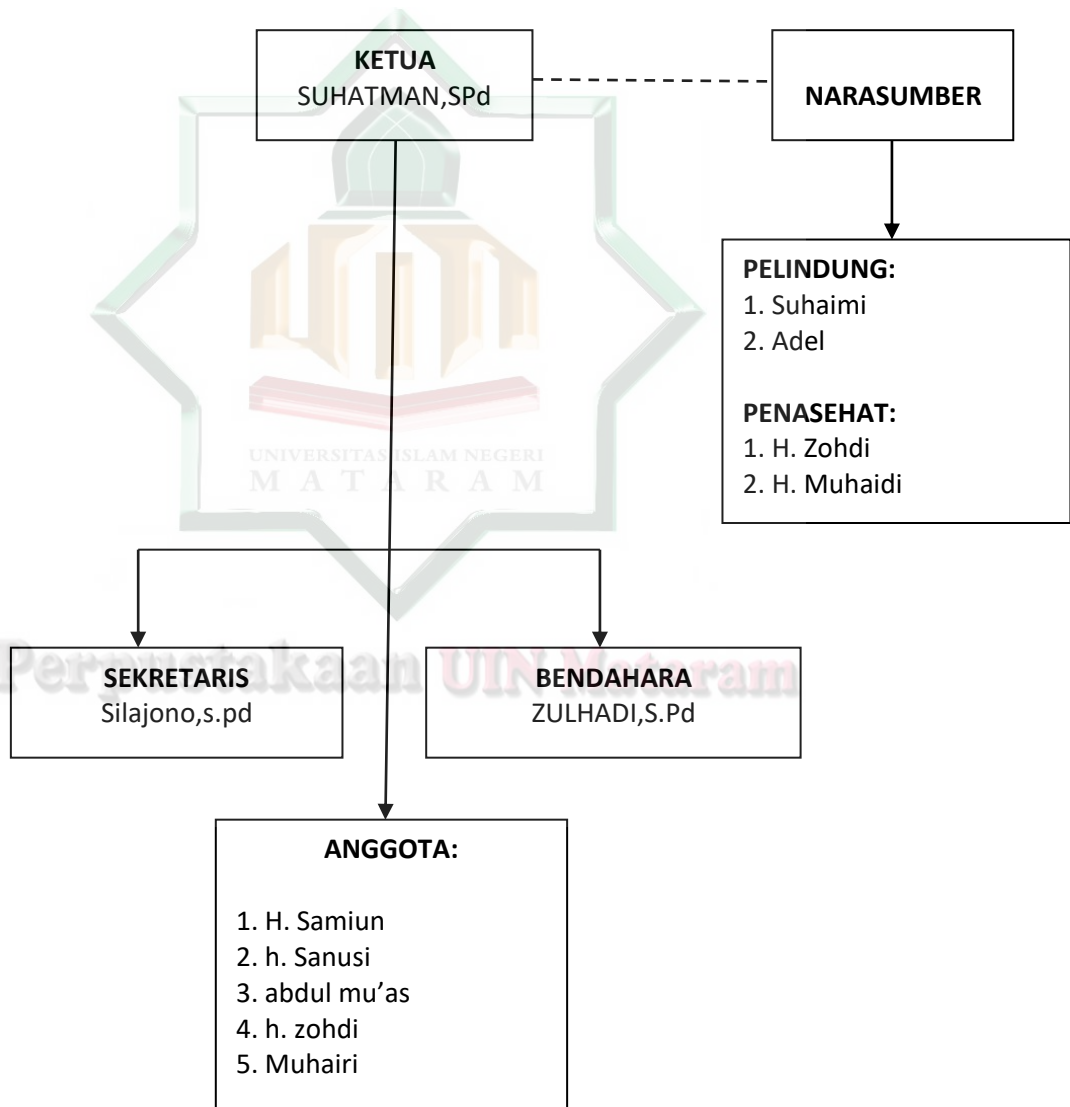 KETUA
SUHATMAN,SPd
NARASUMBER
PELINDUNG:
1. Suhaimi
2. Adel
PENASEHAT:
1. H. Zohdi
2. H. Muhaidi
UNIVERSITAS ISLAM NEGERI
MATARAM
Perpustakaan UIN Mataram
SEKRETARIS
Silajono,s.pd
BENDAHARA
ZULHADI,S.Pd
ANGGOTA:
1. H. Samiun
2. h. Sanusi
3. abdul mu’as
4. h. zohdi
5. Muhairi